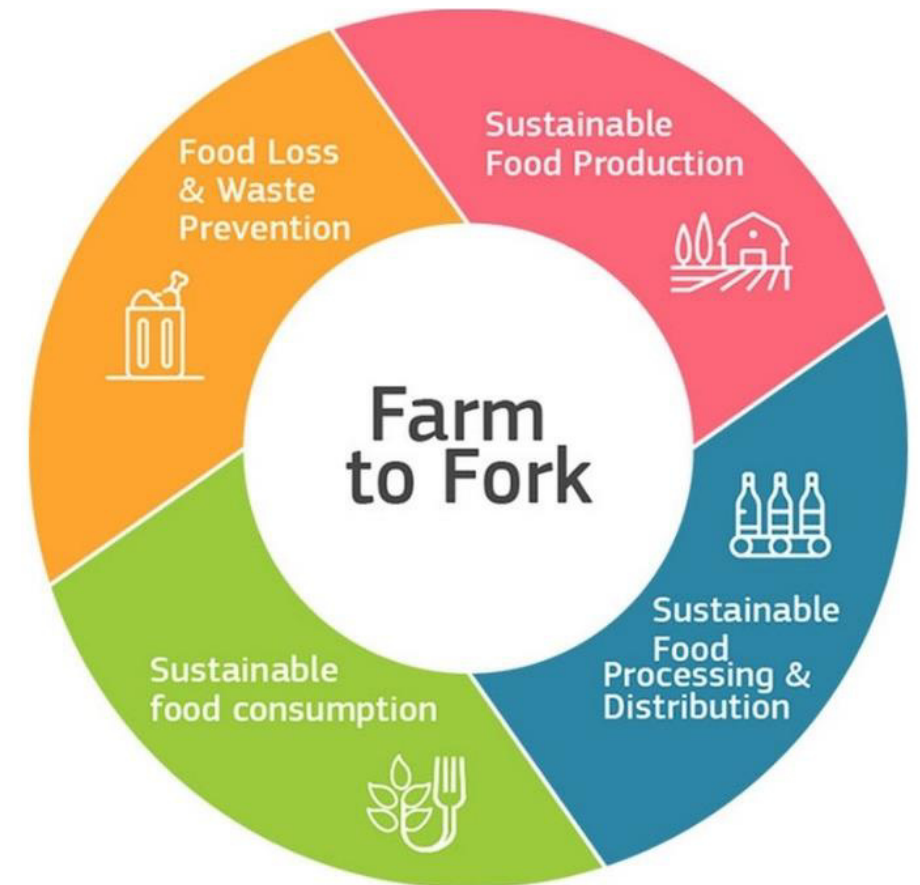 Food Loss
& Waste
Prevention
Sustainable
Food Production
Farm
to Fork
Sustainable
Food
Processing &
Distribution
Sustainable
food consumption